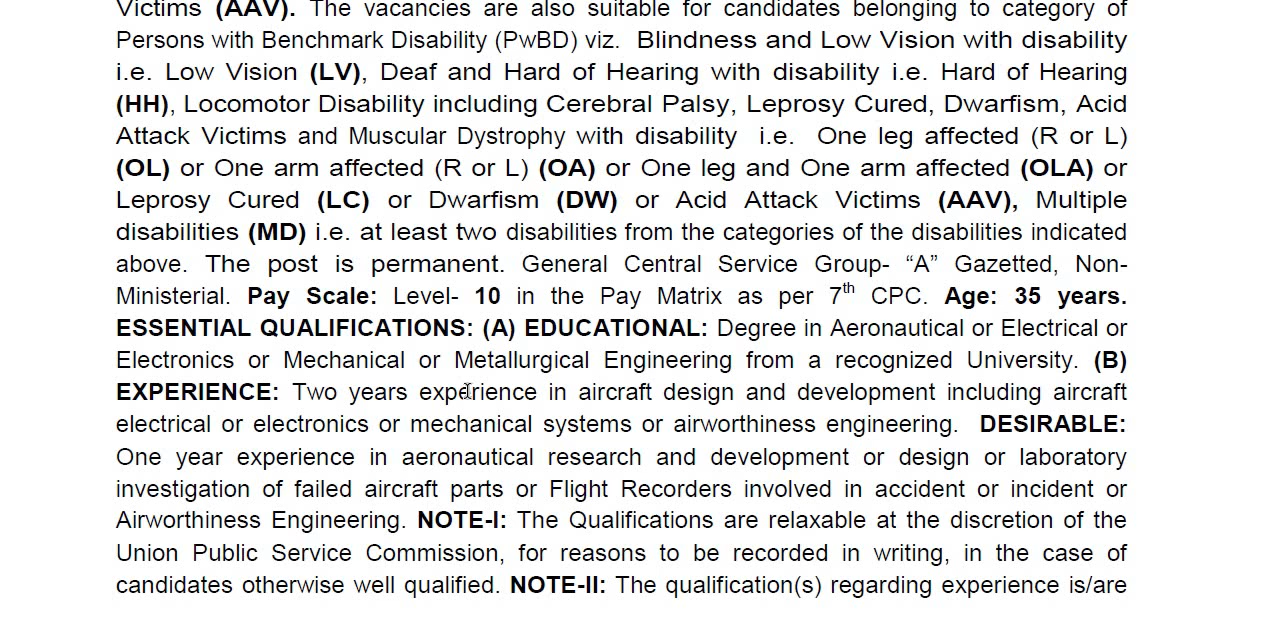 Victims (AAV). The vacancies are also suitable for candidates belonging to category of
Persons with Benchmark Disability (PwBD) viz. Blindness and Low Vision with disability
i.e. Low Vision (LV), Deaf and Hard of Hearing with disability i.e. Hard of Hearing
(HH), Locomotor Disability including Cerebral Palsy, Leprosy Cured, Dwarfism, Acid
Attack Victims and Muscular Dystrophy with disability i.e. One leg affected (R or L)
(OL) or One arm affected (R or L) (OA) or One leg and One arm affected (OLA) or
Leprosy Cured (LC) or Dwarfism (DW) or Acid Attack Victims (AAV), Multiple
disabilities (MD) i.e. at least two disabilities from the categories of the disabilities indicated
above. The post is permanent. General Central Service Group- “A” Gazetted, Non-
Ministerial. Pay Scale: Level- 10 in the Pay Matrix as per 7th CPC. Age: 35 years.
ESSENTIAL QUALIFICATIONS: (A) EDUCATIONAL: Degree in Aeronautical or Electrical or
Electronics or Mechanical or Metallurgical Engineering from a recognized University. (B)
EXPERIENCE: Two years experience in aircraft design and development including aircraft
electrical or electronics or mechanical systems or airworthiness engineering. DESIRABLE:
One year experience in aeronautical research and development or design or laboratory
investigation of failed aircraft parts or Flight Recorders involved in accident or incident or
Airworthiness Engineering. NOTE-I: The Qualifications are relaxable at the discretion of the
Union Public Service Commission, for reasons to be recorded in writing, in the case of
candidates otherwise well qualified. NOTE-II: The qualification(s) regarding experience is/are